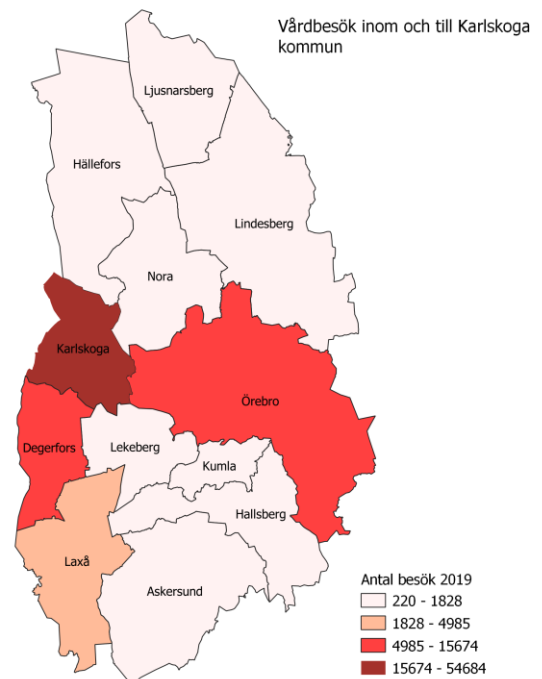 Vårdbesök inom och till Karlskoga
kommun
Ljusnarsberg
Hällefors
Lindesberg
Nora
Karlskoga
Örebro
Degerfors
Lekeberg
Kumla
Hallsberg
Laxå
Askersund
Antal besök 2019
220 - 1828
1828 - 4985
4985 - 15674
15674 - 54684